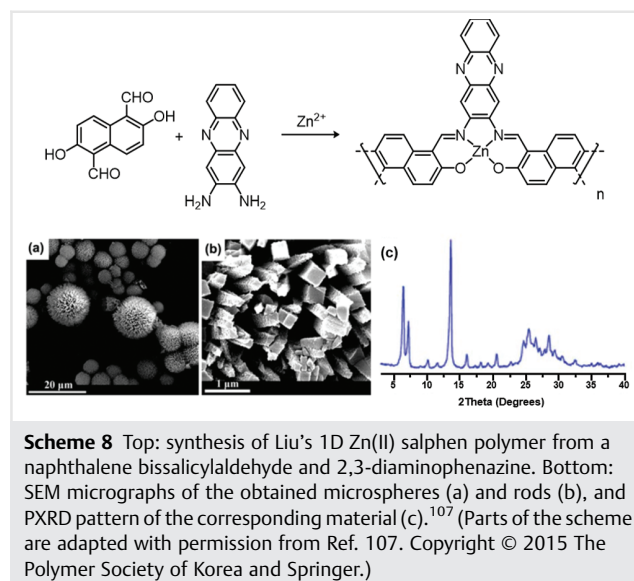 CHO
OH
HO
CHO
+
N
N
H₂N
NH₂
Zn²⁺
N
N
N
N
Zn
O
O
n
(a)
20 µm
(b)
1 µm
(c)
5 10 15 20 25 30 35 40
2Theta (Degrees)
Scheme 8 Top: synthesis of Liu's 1D Zn(II) salphen polymer from a
naphthalene bissalicylaldehyde and 2,3-diaminophenazine. Bottom:
SEM micrographs of the obtained microspheres (a) and rods (b), and
PXRD pattern of the corresponding material (c).¹⁰⁷ (Parts of the scheme
are adapted with permission from Ref. 107. Copyright © 2015 The
Polymer Society of Korea and Springer.)